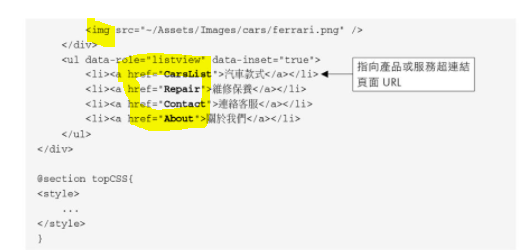 <img src="~/Assets/Images/cars/ferrari.png" />
</div>
<ul data-role="listview" data-inset="true">
<li><a href="CarsList">汽車款式</a></li>
指向產品或服務超連結
頁面 URL
<li><a href="Repair">維修保養</a></li>
<li><a href="Contact">連絡客服</a></li>
<li><a href="About">關於我們</a></li>
</ul>
</div>
@section topCSS{
<style>
...
</style>
}